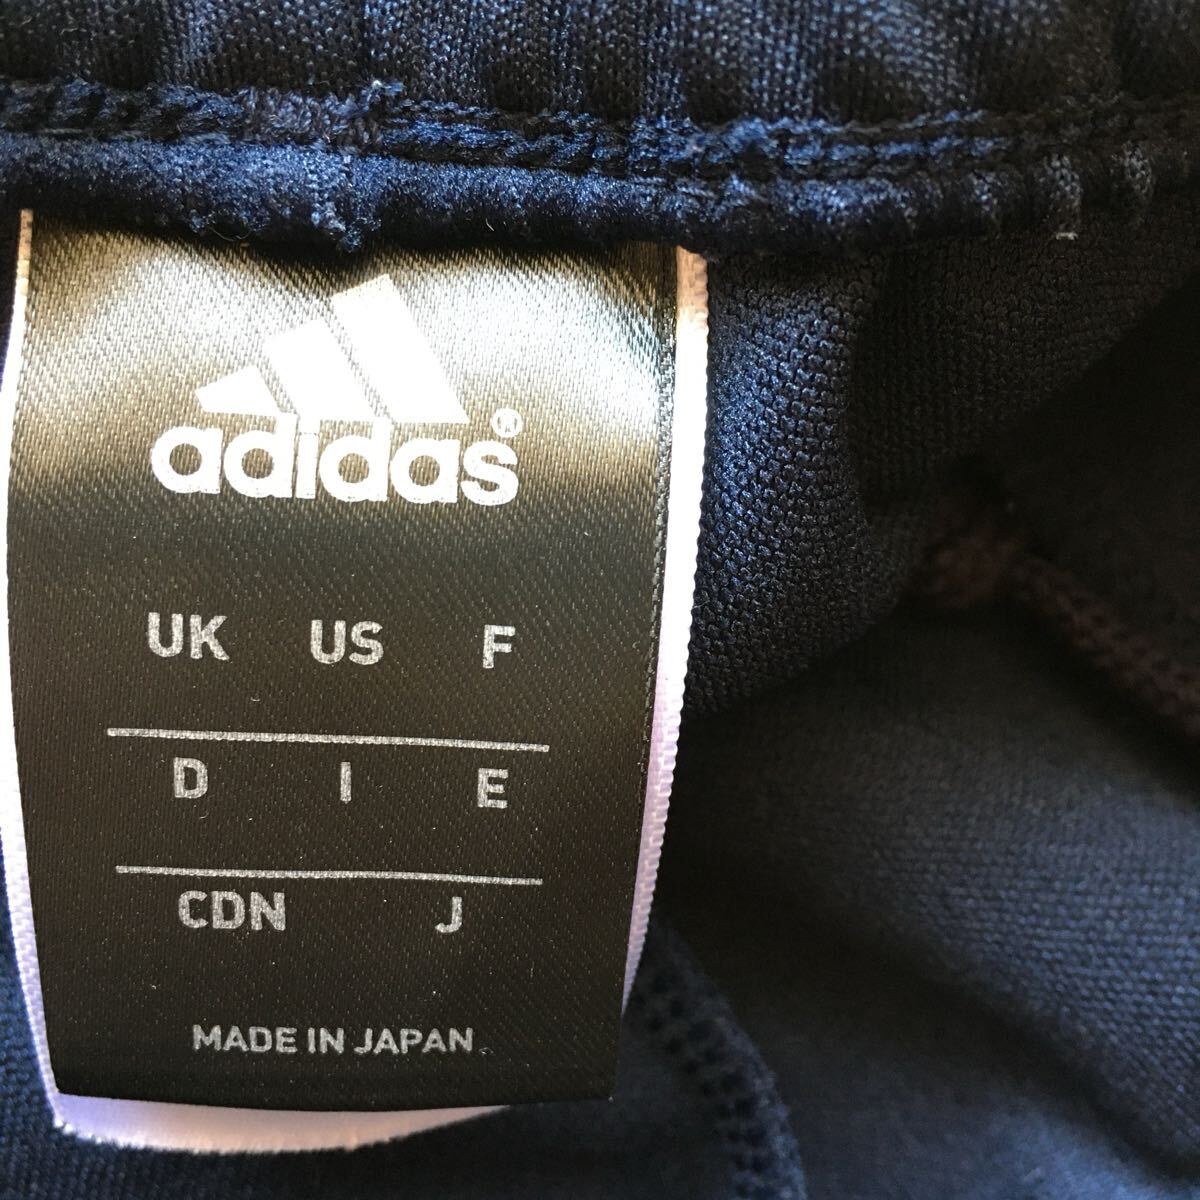 adidas®
UK US F
D I E
CDN J
MADE IN JAPAN